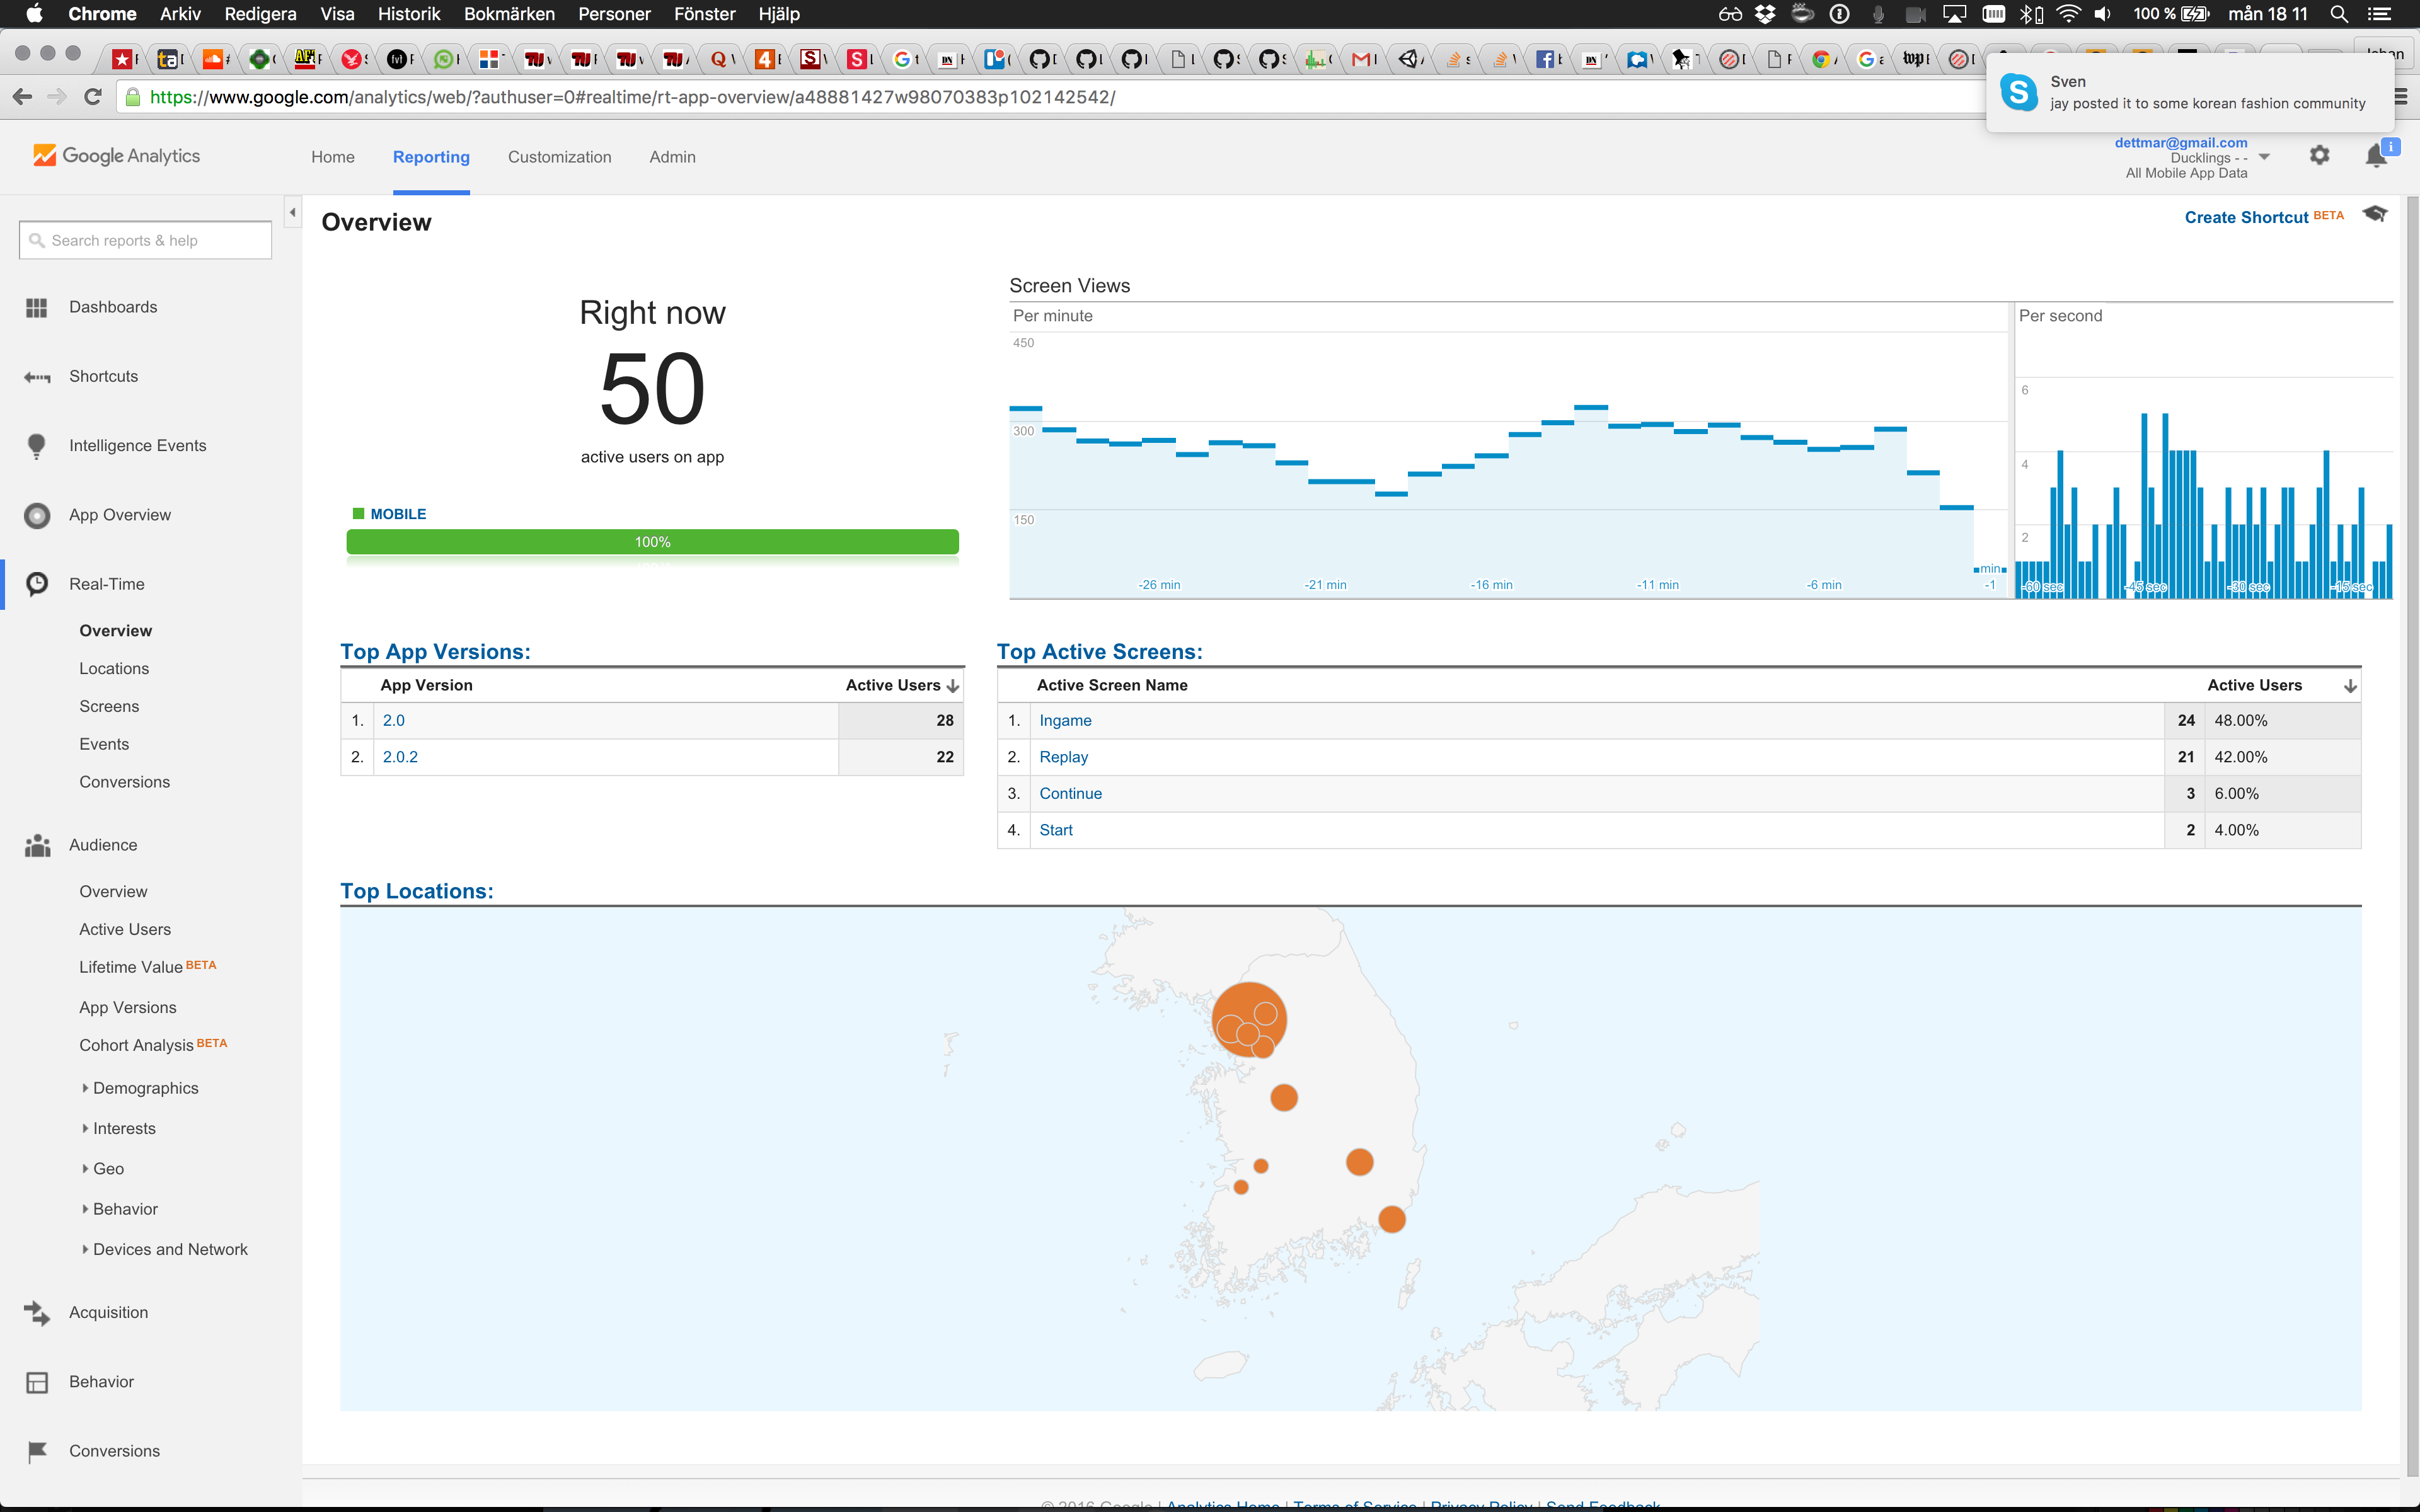 Chrome Arkiv Redigera Visa Historik Bokmärken Personer Fönster Hjälp 100 % mån 18 11
https://www.google.com/analytics/web/?authuser=0#realtime/rt-app-overview/a48881427w98070383p102142542/
Sven
jay posted it to some korean fashion community
Google Analytics Home Reporting Customization Admin
dettmar@gmail.com
Ducklings - -
All Mobile App Data
Search reports & help
Dashboards
Shortcuts
Intelligence Events
App Overview
Real-Time
Overview
Locations
Screens
Events
Conversions
Audience
Overview
Active Users
Lifetime Value BETA
App Versions
Cohort Analysis BETA
Demographics
Interests
Geo
Behavior
Devices and Network
Acquisition
Behavior
Conversions
Overview
Create Shortcut BETA
Right now
50
active users on app
MOBILE
100%
Screen Views
Per minute
450
300
150
-26 min -21 min -16 min -11 min -6 min min -1
Per second
6
4
2
-60 sec -45 sec -30 sec -15 sec
Top App Versions:
App Version Active Users
1. 2.0 28
2. 2.0.2 22
Top Active Screens:
Active Screen Name Active Users
1. Ingame 24 48.00%
2. Replay 21 42.00%
3. Continue 3 6.00%
4. Start 2 4.00%
Top Locations:
© 2016 Google | Analytics Home | Terms of Service | Privacy Policy | Send Feedback